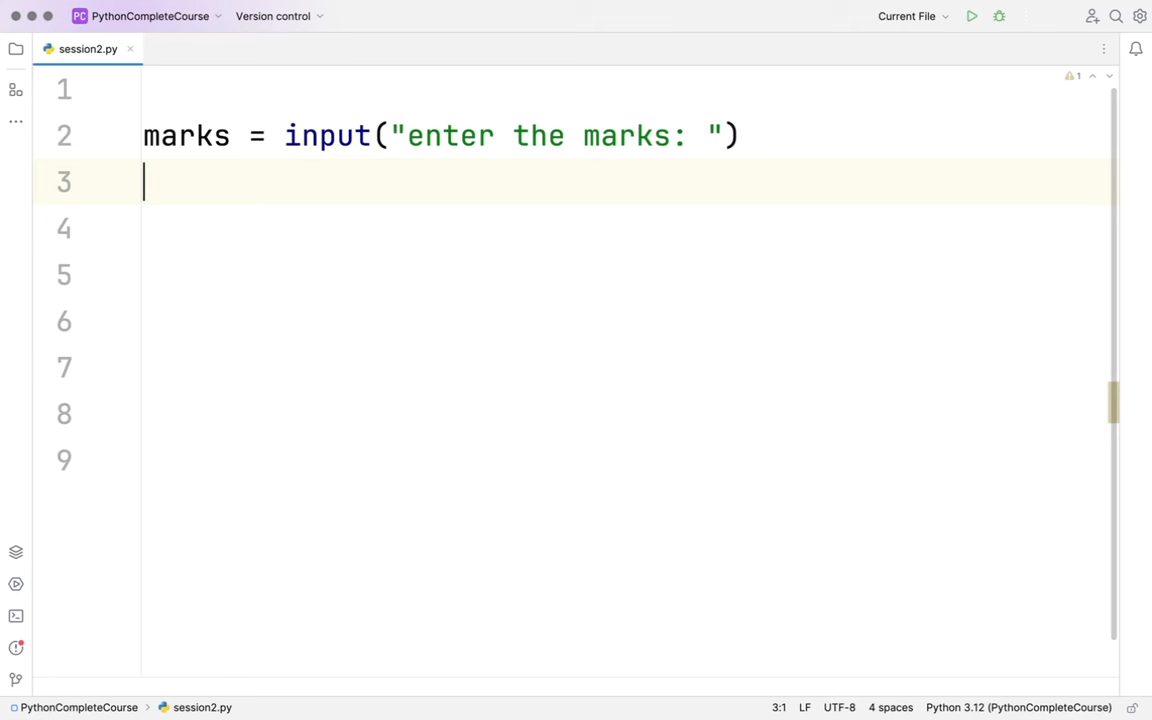 PC PythonCompleteCourse Version control Current File
session2.py
1
1
2 marks = input("enter the marks: ")
3
4
5
6
7
8
9
PythonCompleteCourse session2.py 3:1 LF UTF-8 4 spaces Python 3.12 (PythonCompleteCourse)